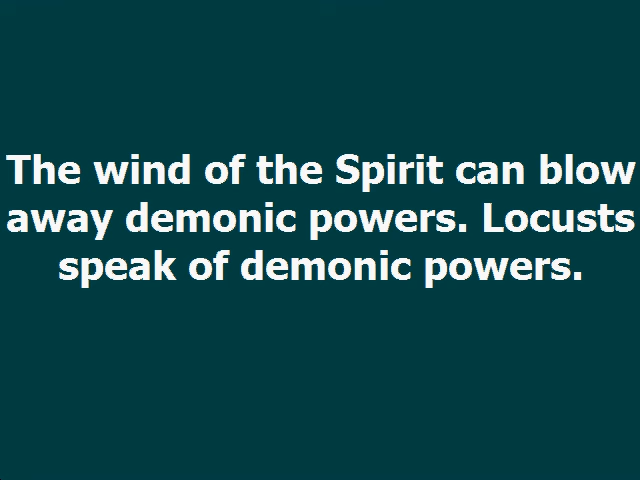 The wind of the Spirit can blow
away demonic powers. Locusts
speak of demonic powers.